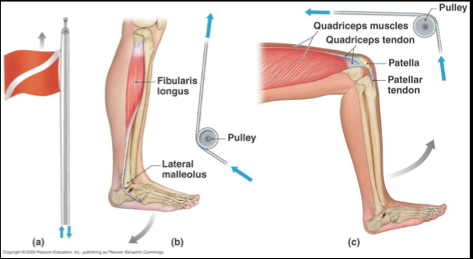 Pulley
Quadriceps muscles
Quadriceps tendon
Patella
Patellar
tendon
Fibularis
longus
Pulley
Lateral
malleolus
(a)
(b)
(c)
Copyright © 2009 Pearson Education, Inc., publishing as Pearson Benjamin Cummings.